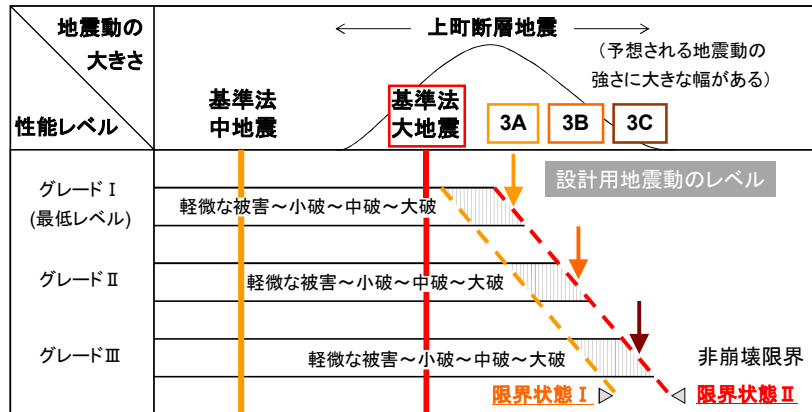 地震動の
大きさ
性能レベル
上町断層地震
(予想される地震動の
強さに大きな幅がある)
基準法
中地震
基準法
大地震
3A
3B
3C
設計用地震動のレベル
グレードⅠ
(最低レベル)
軽微な被害～小破～中破～大破
グレードⅡ
軽微な被害～小破～中破～大破
グレードⅢ
軽微な被害～小破～中破～大破
非崩壊限界
限界状態Ⅰ
限界状態Ⅱ